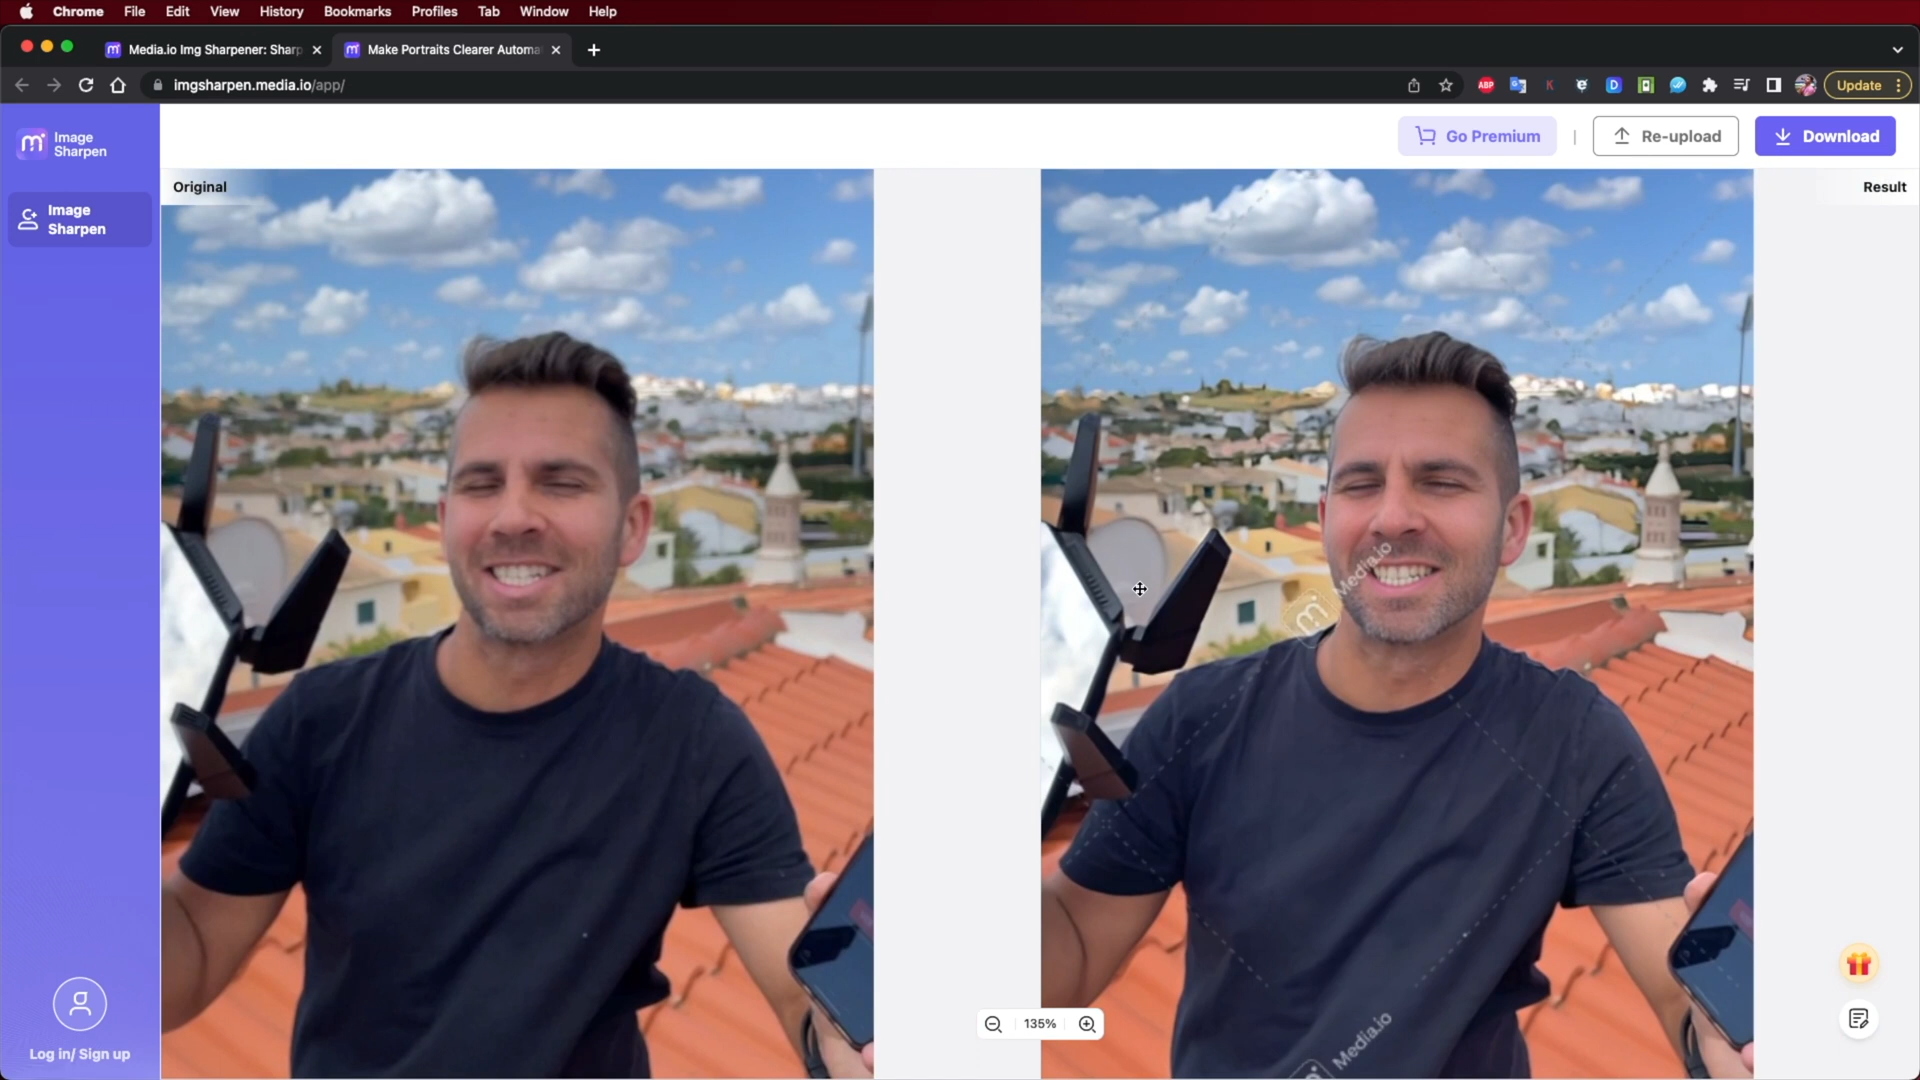 Chrome File Edit View History Bookmarks Profiles Tab Window Help
Media.io Img Sharpener: Sharp
Make Portraits Clearer Automa
imgsharpen.media.io/app/
ABP
K
D
Update
Image
Sharpen
Go Premium
|
Re-upload
Download
Original
Result
Image
Sharpen
Media.io
Media.io
135%
Log in/ Sign up